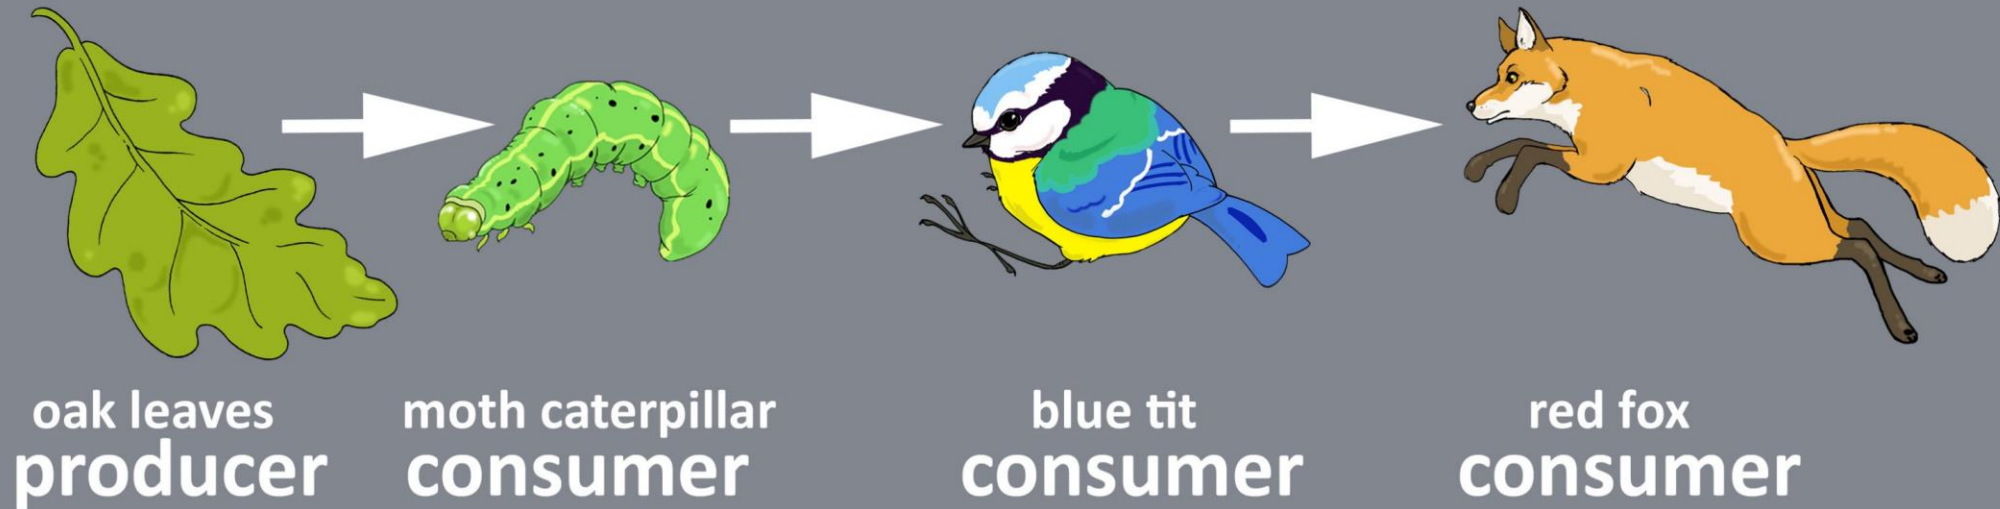 oak leaves
producer
moth caterpillar
consumer
blue tit
consumer
red fox
consumer